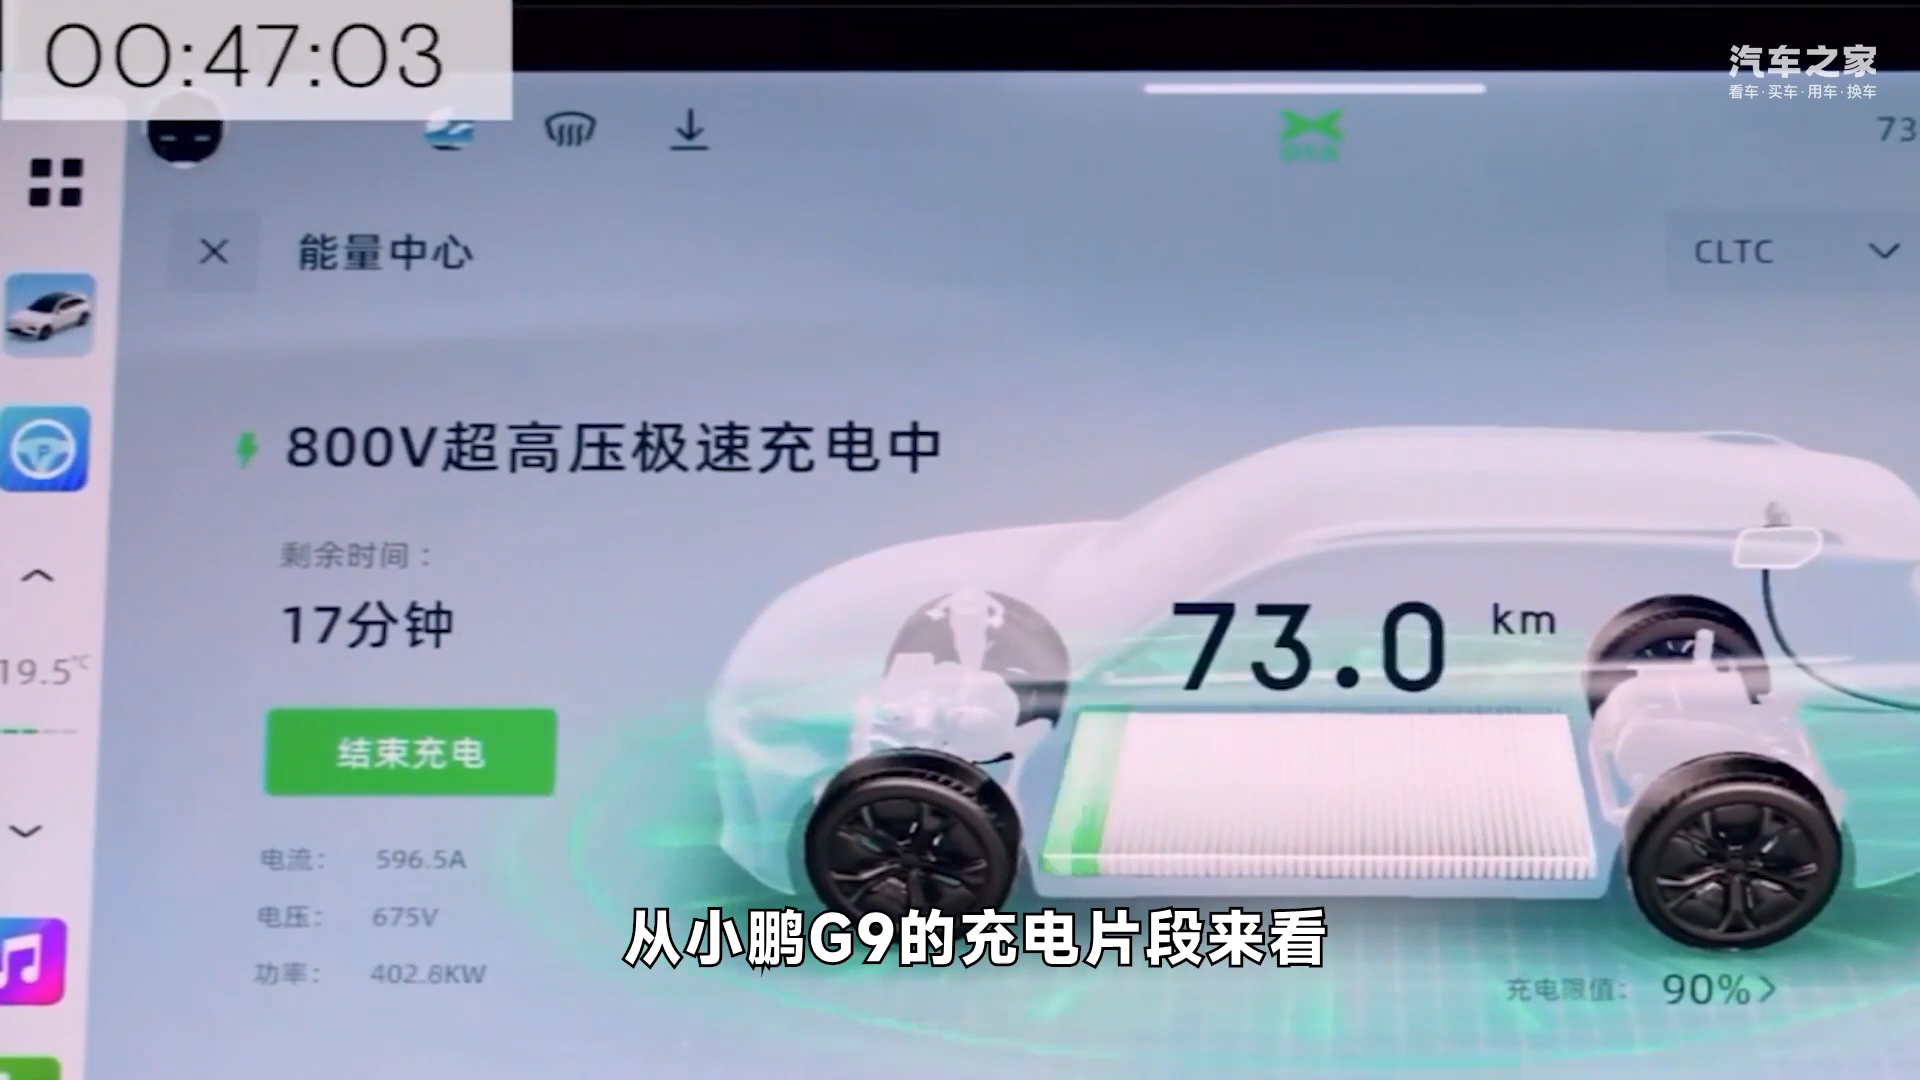 00:47:03
汽车之家
看车·买车·用车·换车
73
能量中心
CLTC
800V超高压极速充电中
剩余时间：
17分钟
73.0 km
19.5℃
结束充电
电流： 596.5A
电压： 675V
功率： 402.6KW
从小鹏G9的充电片段来看
充电限值： 90%>